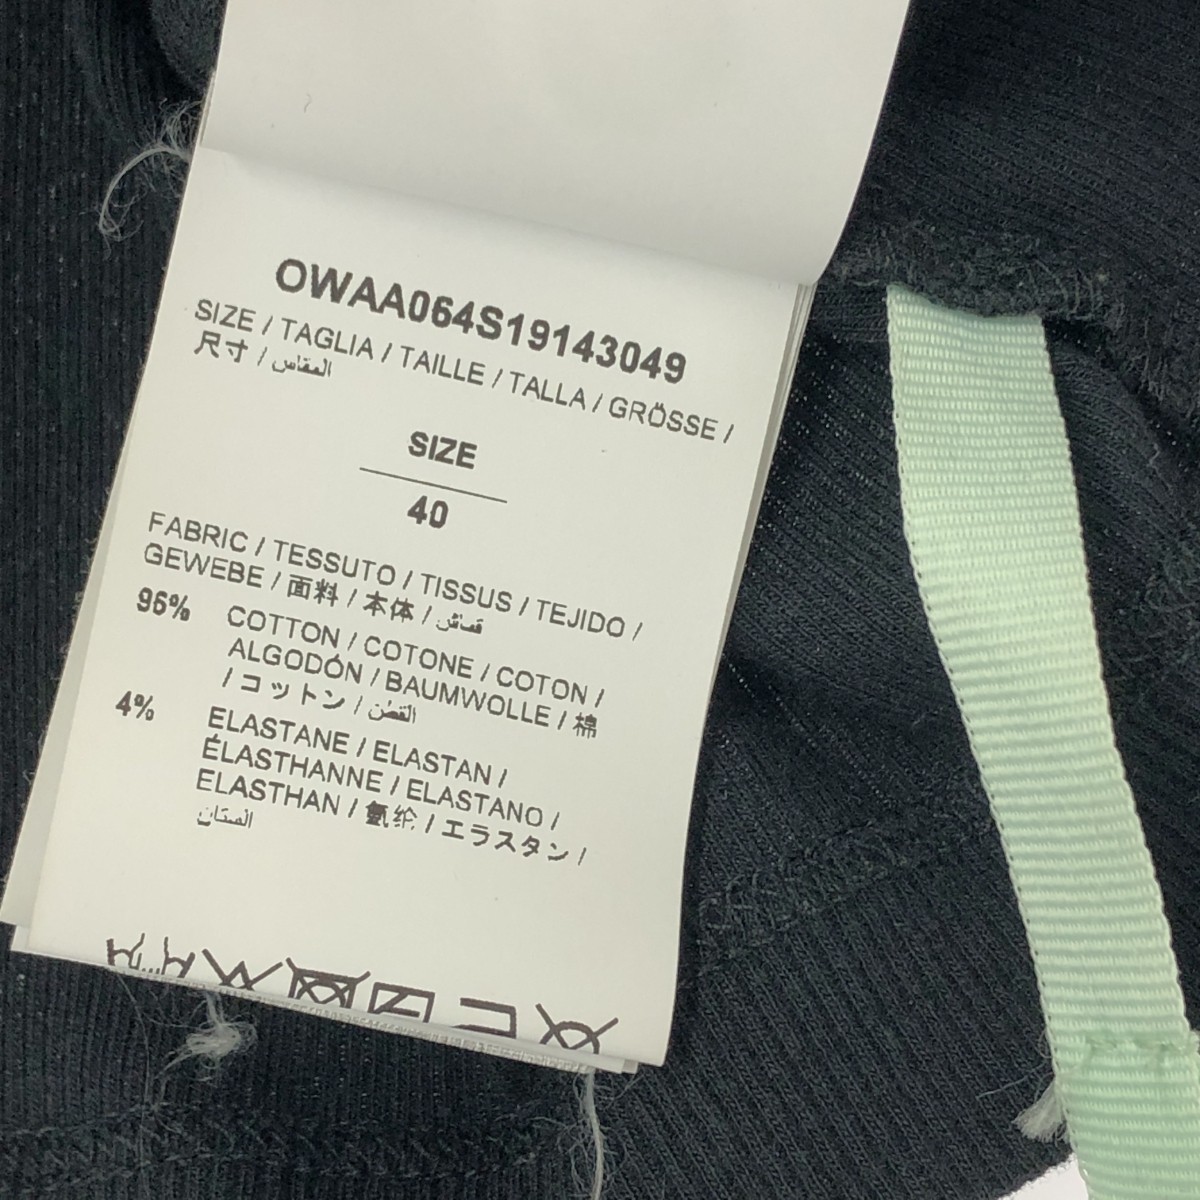 OWAA064S19143049
SIZE / TAGLIA / TAILLE / TALLA / GRÖSSE /
尺寸 / المقاس
SIZE
40
FABRIC / TESSUTO / TISSUS / TEJIDO /
GEWEBE / 面料 / 本体 / قماش
96% COTTON / COTONE / COTON /
ALGODÓN / BAUMWOLLE / 棉
/ コットン / القطن
4% ELASTANE / ELASTAN /
ÉLASTHANNE / ELASTANO /
ELASTHAN / 氨纶 / エラスタン /